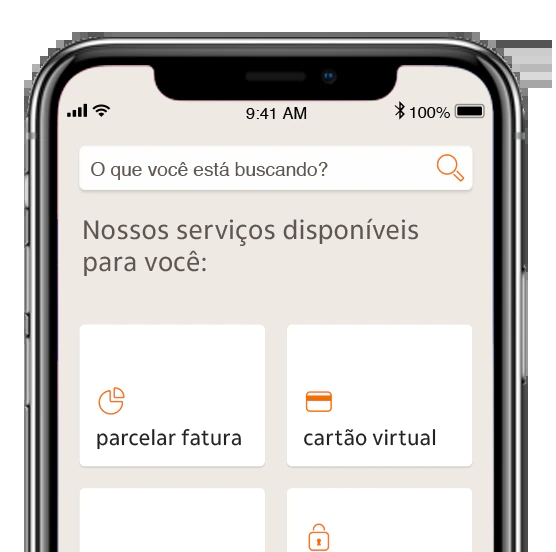 9:41 AM
100%
O que você está buscando?
Nossos serviços disponíveis
para você:
parcelar fatura
cartão virtual